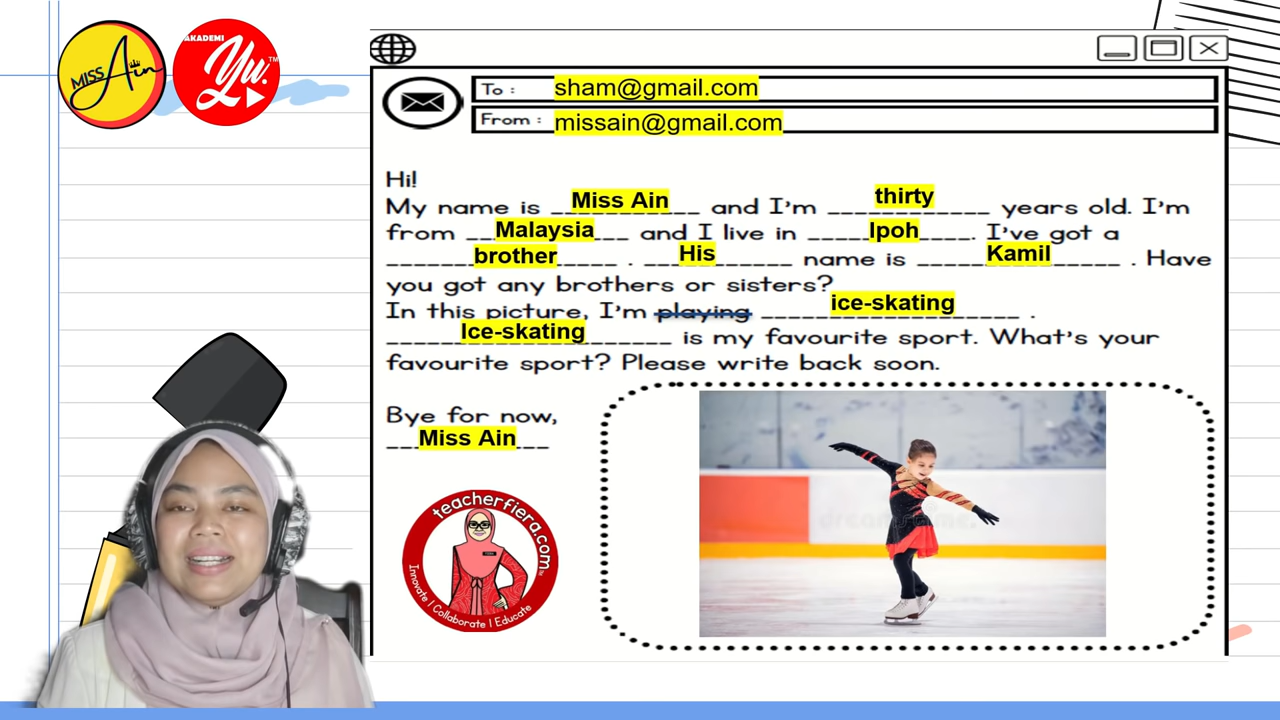 MISS Ain
AKADEMI
Yu.
TM
To : sham@gmail.com
From : missain@gmail.com
Hi!
My name is Miss Ain and I'm thirty years old. I'm
from Malaysia and I live in Ipoh. I've got a
brother. His name is Kamil. Have
you got any brothers or sisters?
In this picture, I'm playing ice-skating.
Ice-skating is my favourite sport. What's your
favourite sport? Please write back soon.
Bye for now,
Miss Ain
teacherfiera.com
Innovate | Collaborate | Educate